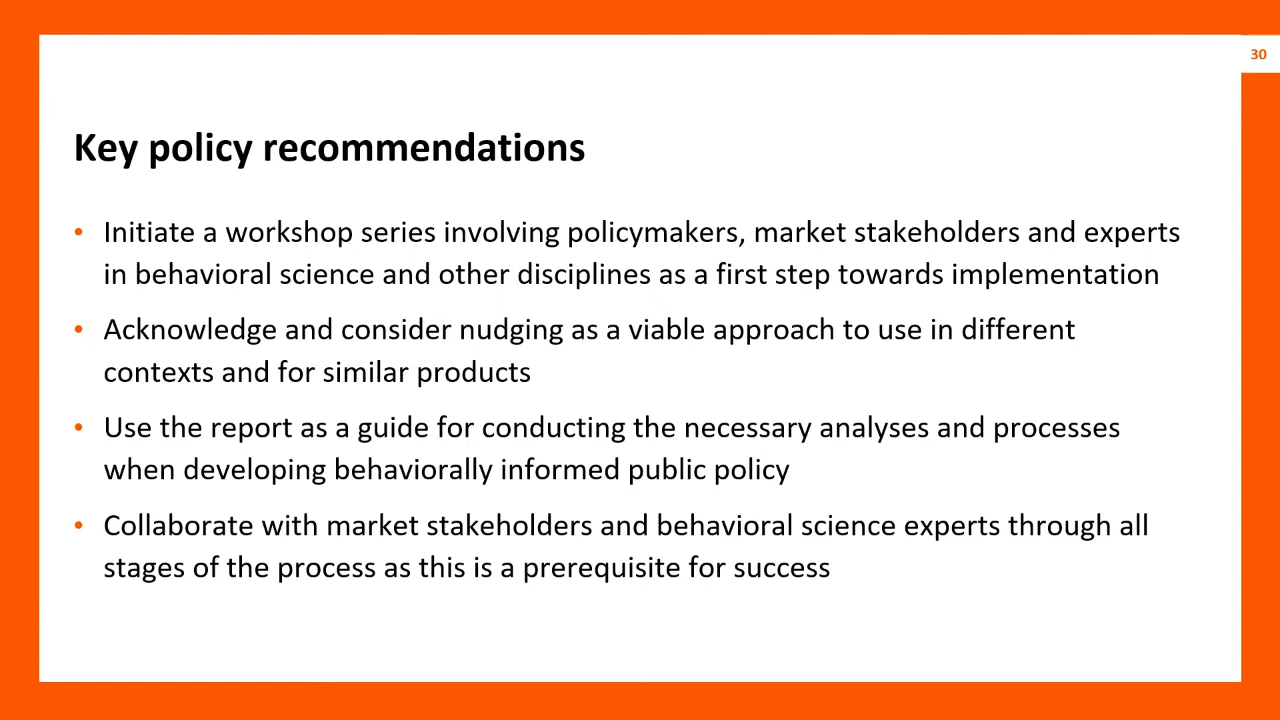 30
Key policy recommendations
• Initiate a workshop series involving policymakers, market stakeholders and experts
in behavioral science and other disciplines as a first step towards implementation
• Acknowledge and consider nudging as a viable approach to use in different
contexts and for similar products
• Use the report as a guide for conducting the necessary analyses and processes
when developing behaviorally informed public policy
• Collaborate with market stakeholders and behavioral science experts through all
stages of the process as this is a prerequisite for success